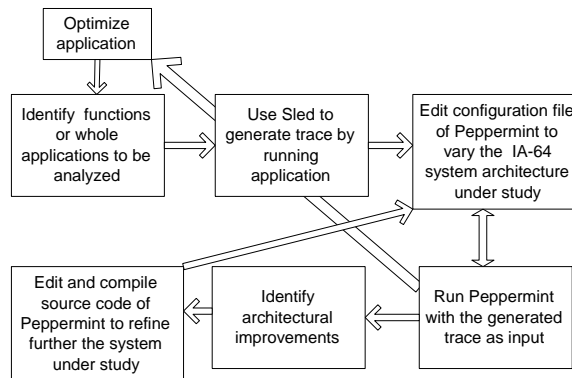 Optimize
application
Identify functions
or whole
applications to be
analyzed
Use Sled to
generate trace by
running
application
Edit configuration file
of Peppermint to
vary the IA-64
system architecture
under study
Edit and compile
source code of
Peppermint to refine
further the system
under study
Identify
architectural
improvements
Run Peppermint
with the generated
trace as input